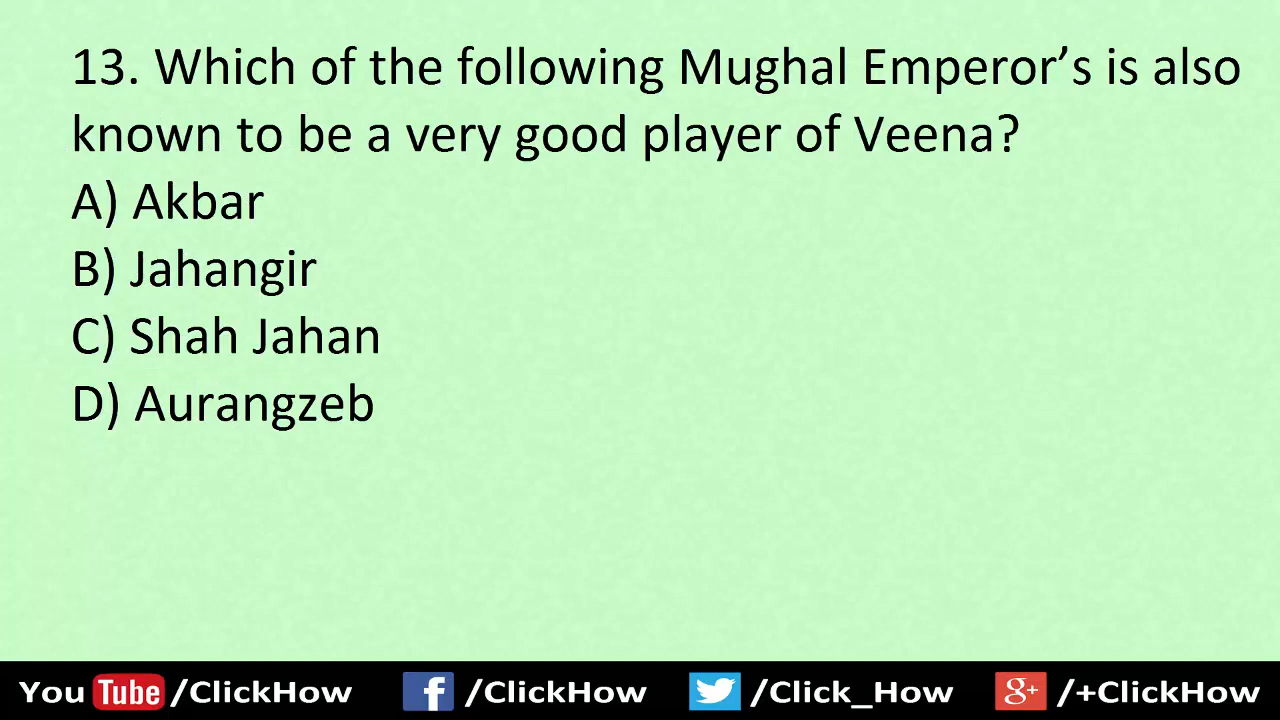 13. Which of the following Mughal Emperor’s is also
known to be a very good player of Veena?
A) Akbar
B) Jahangir
C) Shah Jahan
D) Aurangzeb
You Tube /ClickHow f /ClickHow /Click_How g+ /+ClickHow